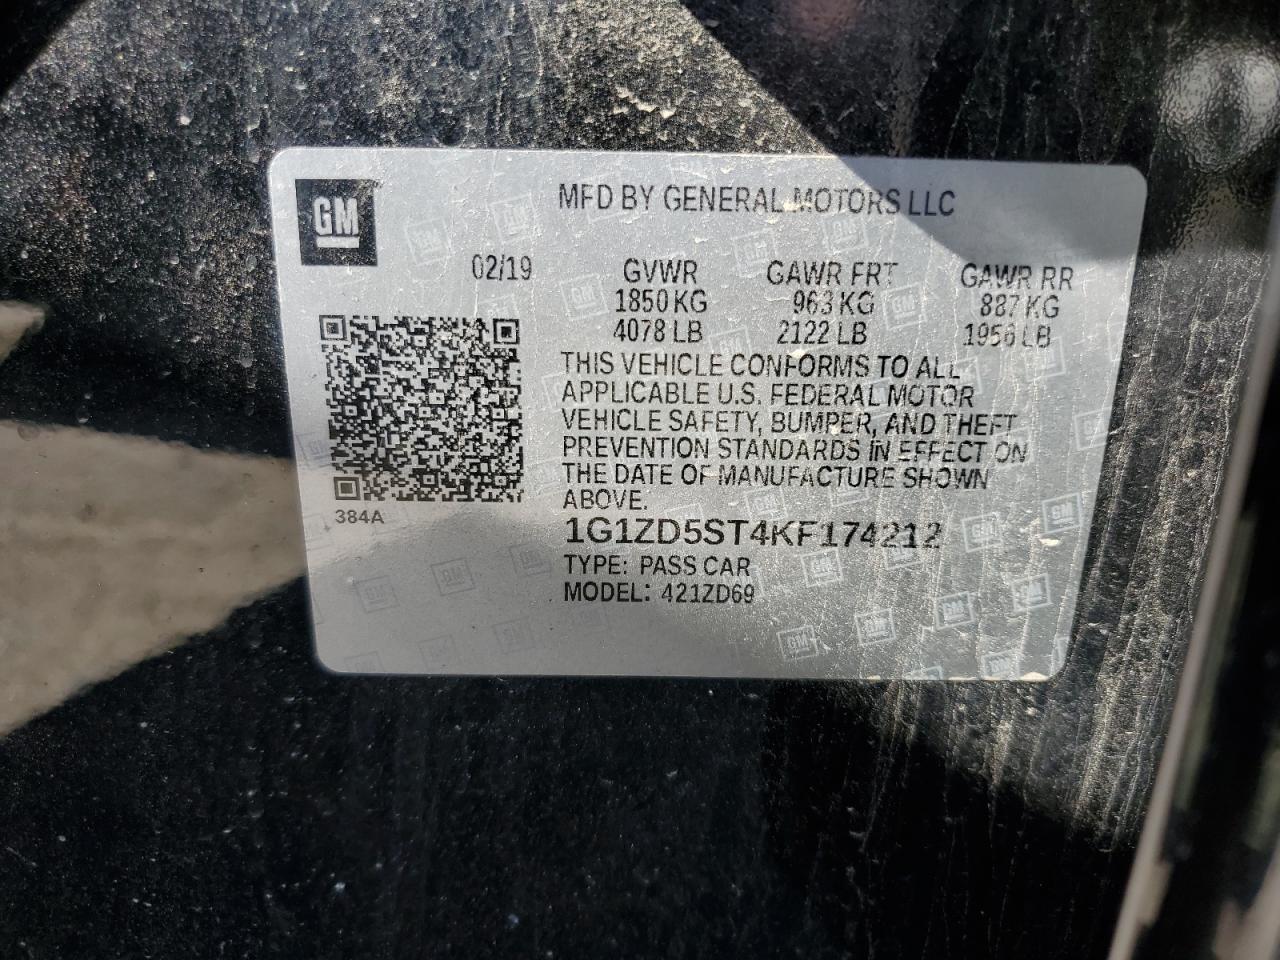 GM
MFD BY GENERAL MOTORS LLC
02/19 GVWR GAWR FRT GAWR RR
1850 KG 963 KG 887 KG
4078 LB 2122 LB 1956 LB
THIS VEHICLE CONFORMS TO ALL
APPLICABLE U.S. FEDERAL MOTOR
VEHICLE SAFETY, BUMPER, AND THEFT
PREVENTION STANDARDS IN EFFECT ON
THE DATE OF MANUFACTURE SHOWN
ABOVE.
384A
1G1ZD5ST4KF174212
TYPE: PASS CAR
MODEL: 421ZD69